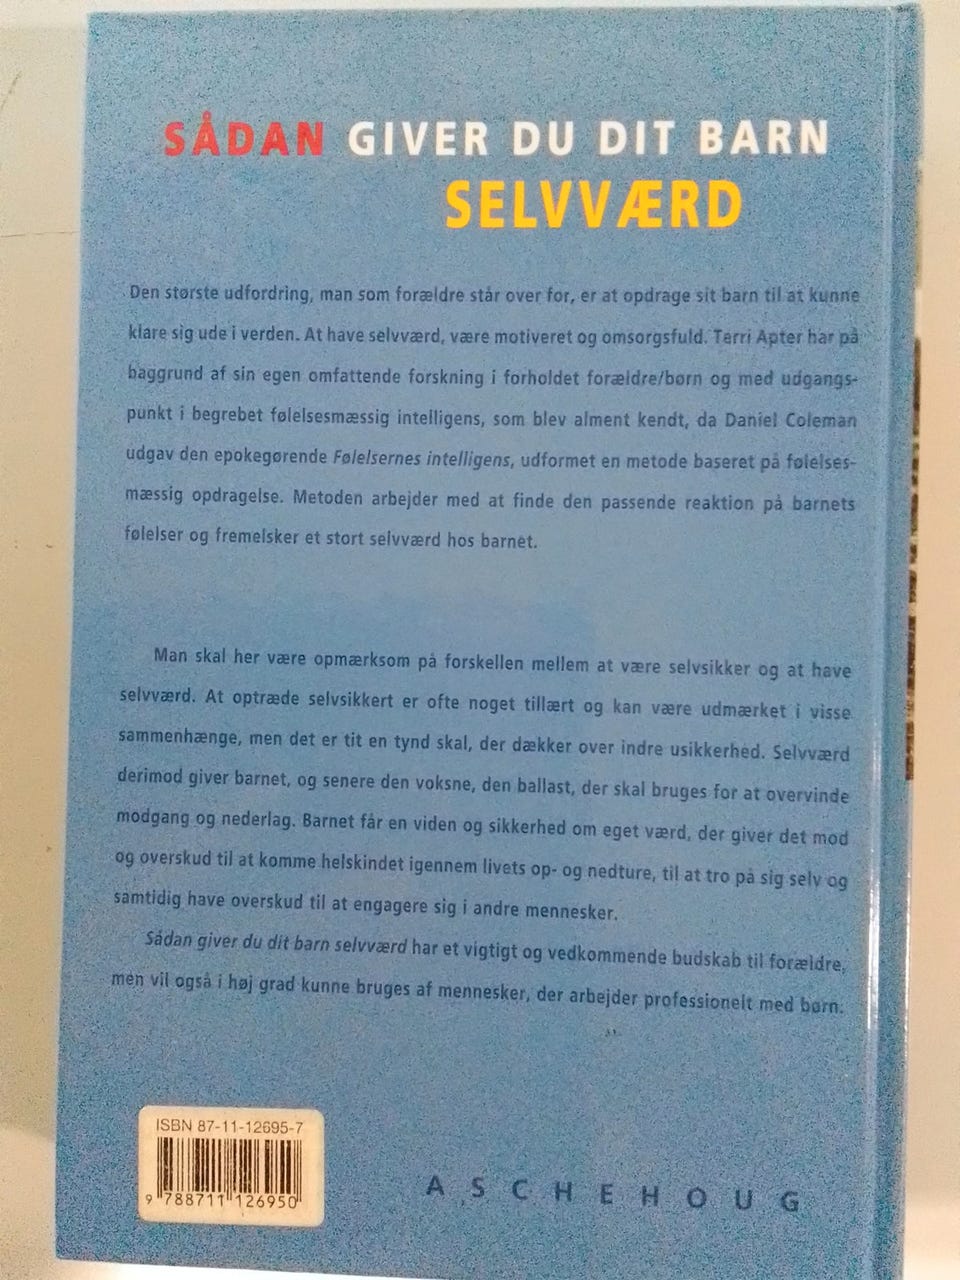 SÅDAN GIVER DU DIT BARN
SELVVÆRD
Den største udfordring, man som forældre står over for, er at opdrage sit barn til at kunne
klare sig ude i verden. At have selvværd, være motiveret og omsorgsfuld. Terri Apter har på
baggrund af sin egen omfattende forskning i forholdet forældre/børn og med udgangs-
punkt i begrebet følelsesmæssig intelligens, som blev alment kendt, da Daniel Coleman
udgav den epokegørende Følelsernes intelligens, udformet en metode baseret på følelses-
mæssig opdragelse. Metoden arbejder med at finde den passende reaktion på barnets
følelser og fremelsker et stort selvværd hos barnet.
Man skal her være opmærksom på forskellen mellem at være selvsikker og at have
selvværd. At optræde selvsikkert er ofte noget tillært og kan være udmærket i visse
sammenhænge, men det er tit en tynd skal, der dækker over indre usikkerhed. Selvværd
derimod giver barnet, og senere den voksne, den ballast, der skal bruges for at overvinde
modgang og nederlag. Barnet får en viden og sikkerhed om eget værd, der giver det mod
og overskud til at komme helskindet igennem livets op- og nedture, til at tro på sig selv og
samtidig have overskud til at engagere sig i andre mennesker.
Sådan giver du dit barn selvværd har et vigtigt og vedkommende budskab til forældre,
men vil også i høj grad kunne bruges af mennesker, der arbejder professionelt med børn.
ISBN 87-11-12695-7
9 788711 126950
ASCHEHOUG